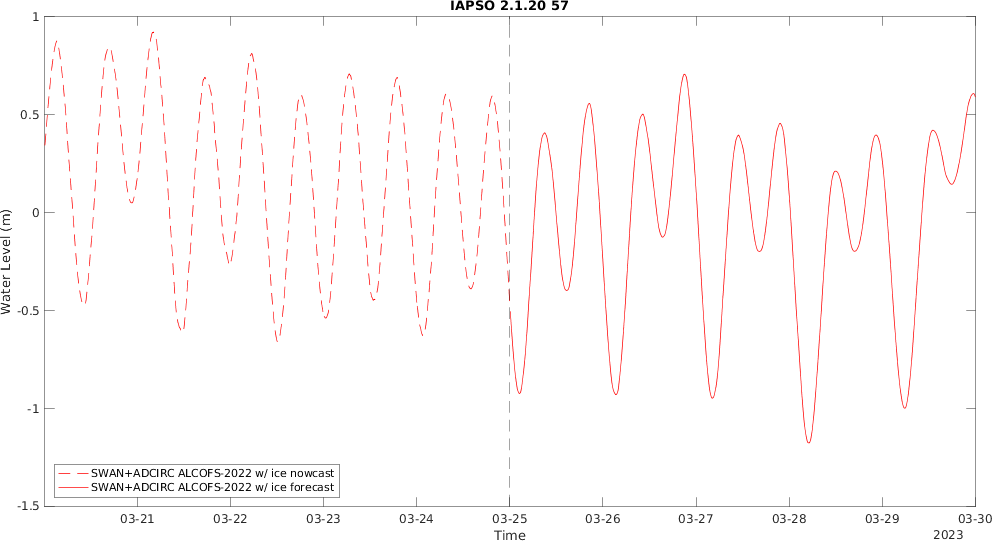 IAPSO 2.1.20 57
1
0.5
0
-0.5
-1
-1.5
Water Level (m)
SWAN+ADCIRC ALCOFS-2022 w/ ice nowcast
SWAN+ADCIRC ALCOFS-2022 w/ ice forecast
03-21 03-22 03-23 03-24 03-25 03-26 03-27 03-28 03-29 03-30
Time
2023